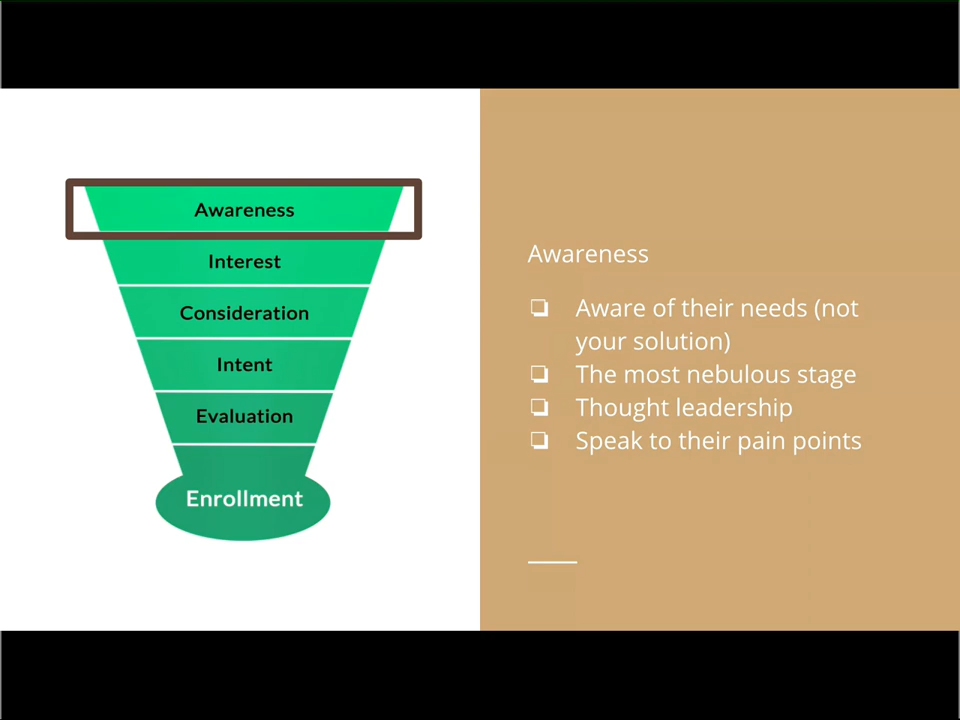 Awareness
Interest
Consideration
Intent
Evaluation
Enrollment
Awareness
❏ Aware of their needs (not
your solution)
❏ The most nebulous stage
❏ Thought leadership
❏ Speak to their pain points